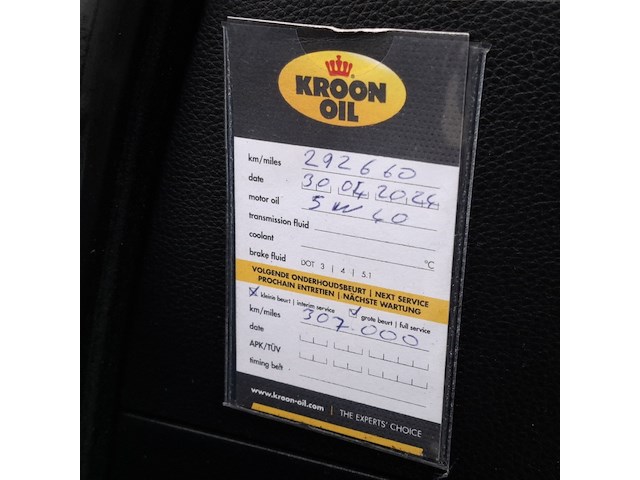 KROON
OIL
km/miles 292660
date 30 04 2024
motor oil 5 W 40
transmission fluid
coolant °C
brake fluid DOT 3 | 4 | 5.1
VOLGENDE ONDERHOUDSBEURT | NEXT SERVICE
PROCHAIN ENTRETIEN | NÄCHSTE WARTUNG
kleine beurt | interim service grote beurt | full service
km/miles 307.000
date
APK/TÜV
timing belt
www.kroon-oil.com | THE EXPERTS' CHOICE